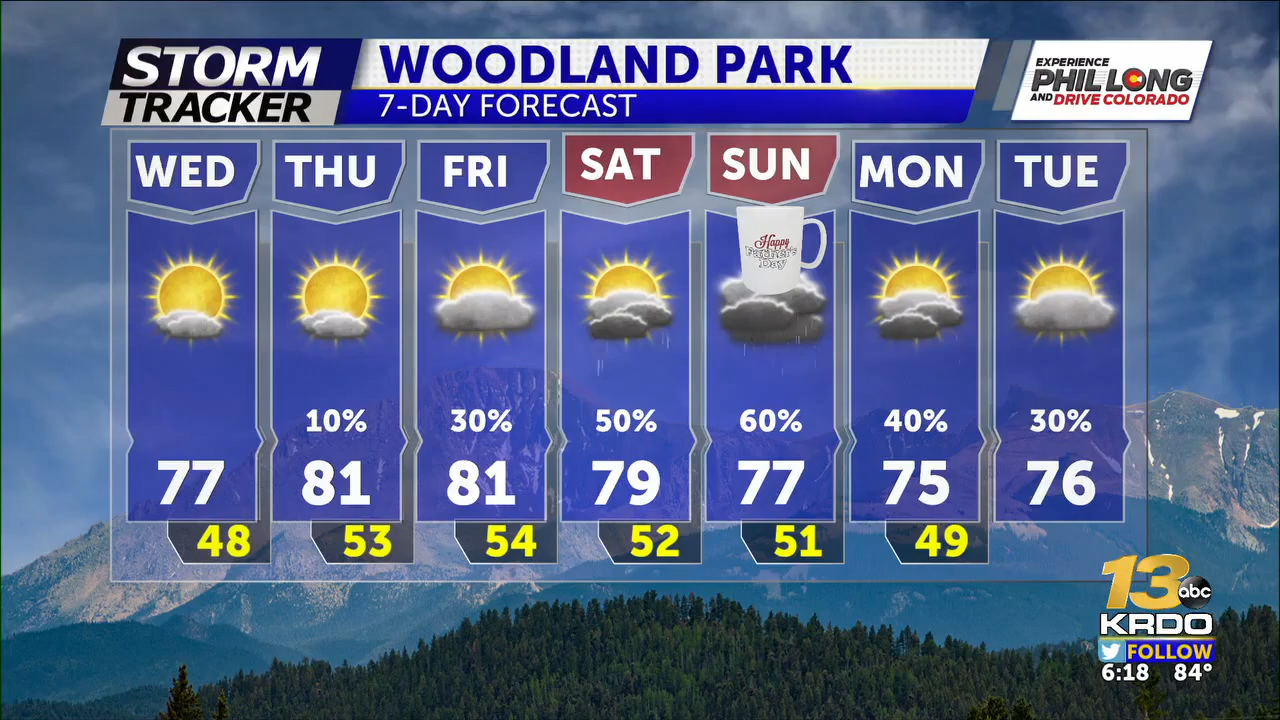 STORM
TRACKER
WOODLAND PARK
7-DAY FORECAST
EXPERIENCE
PHIL LONG
AND DRIVE COLORADO
WED THU FRI SAT SUN MON TUE
Happy
Father's
Day
10% 30% 50% 60% 40% 30%
77 81 81 79 77 75 76
48 53 54 52 51 49
13 abc
KRDO
FOLLOW
6:18 84°